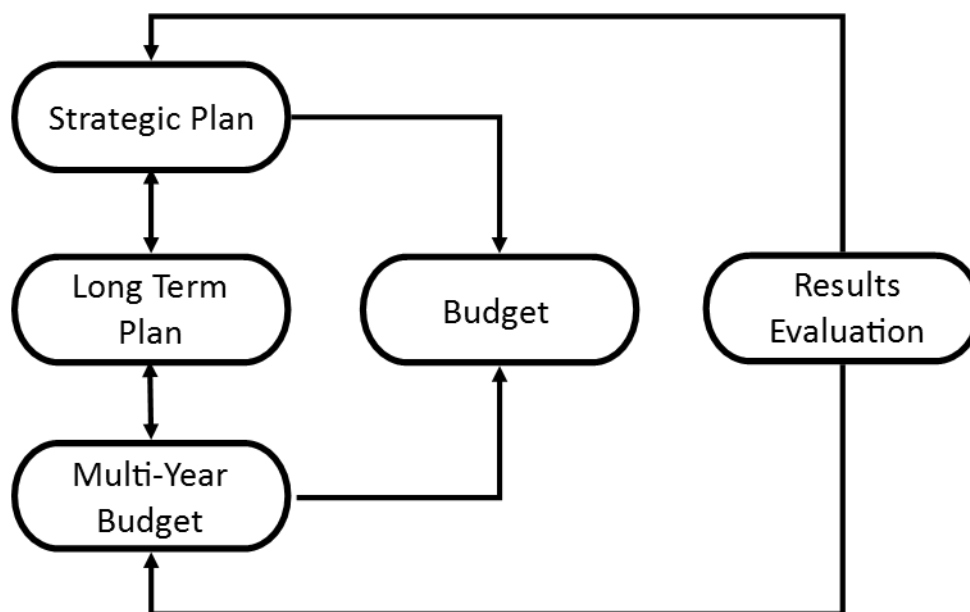 Strategic Plan
Long Term
Plan
Budget
Results
Evaluation
Multi-Year
Budget